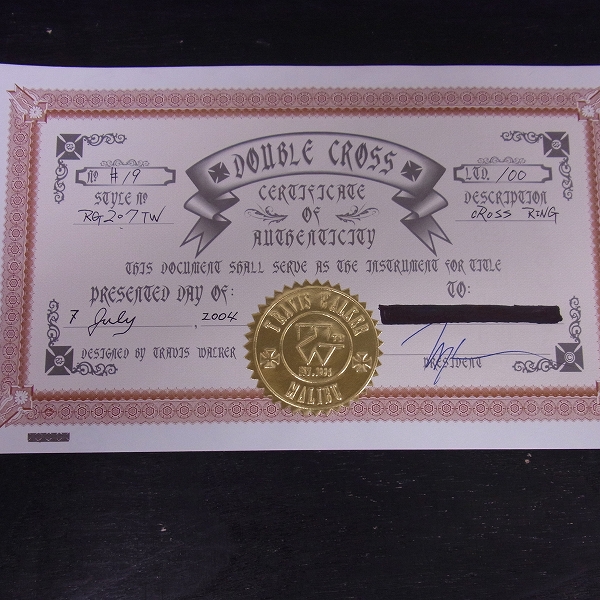 DOUBLE CROSS
Nº #19
LTD. 100
CERTIFICATE
OF
AUTHENTICITY
STYLE Nº
RG207TW
DESCRIPTION
CROSS RING
THIS DOCUMENT SHALL SERVE AS THE INSTRUMENT FOR TITLE
PRESENTED DAY OF:
TO:
7 July, 2004
DESIGNED BY TRAVIS WALKER
PRESIDENT
TRAVIS WALKER
TW
MALIBU